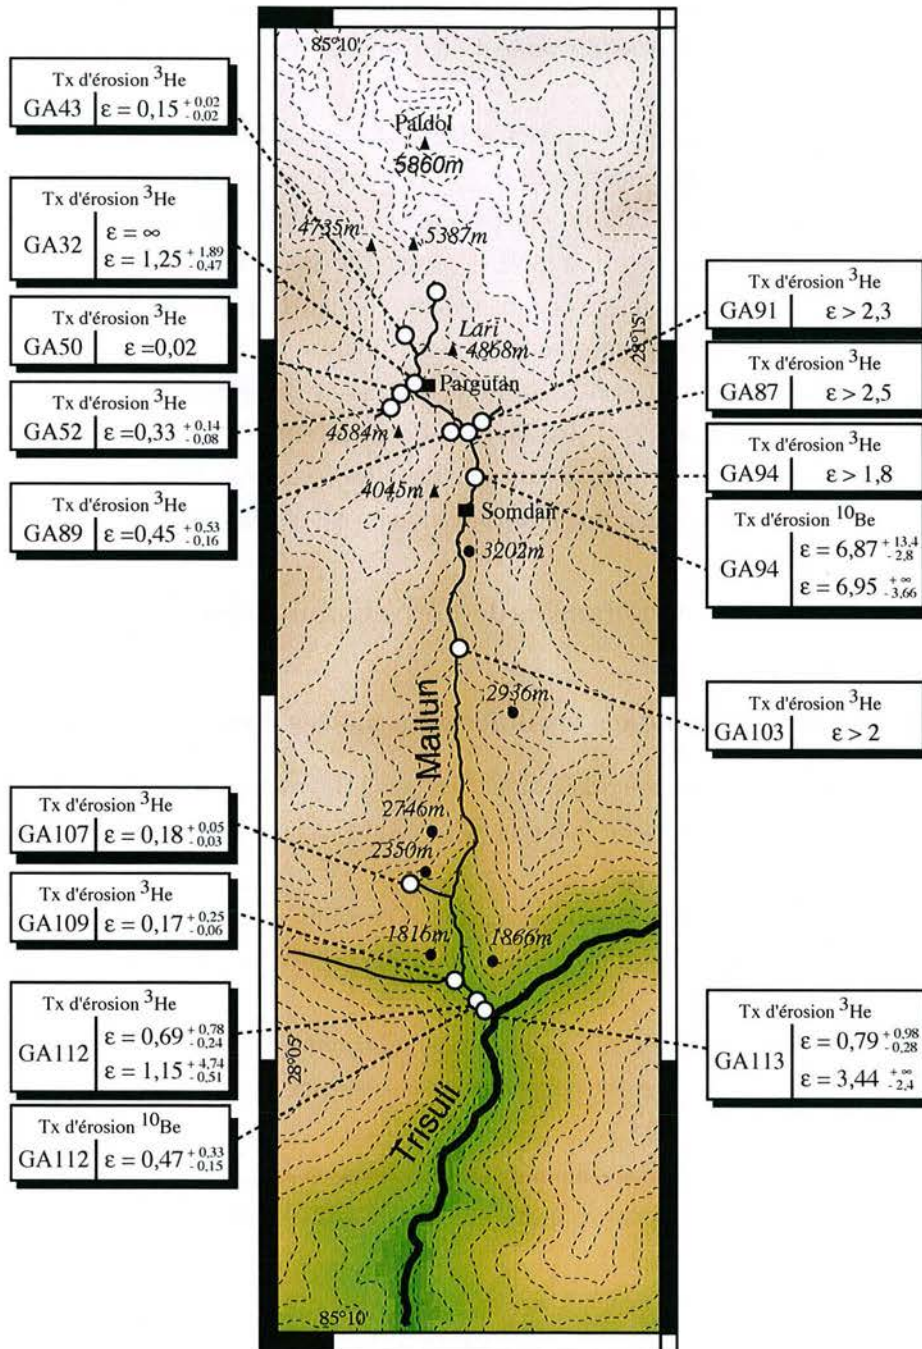 85°10'
Tx d'érosion ³He
GA43 ε = 0,15 + 0,02 - 0,02
Paldol
5860m
Tx d'érosion ³He
GA32
ε = ∞
ε = 1,25 + 1,89 - 0,47
4735m
5387m
Tx d'érosion ³He
GA50 ε =0,02
Lari
4868m
28°15'
Tx d'érosion ³He
GA91 ε > 2,3
Pargütan
Tx d'érosion ³He
GA52 ε =0,33 + 0,14 - 0,08
Tx d'érosion ³He
GA87 ε > 2,5
4584m
Tx d'érosion ³He
GA89 ε =0,45 + 0,53 - 0,16
4045m
Somdan
Tx d'érosion ³He
GA94 ε > 1,8
Tx d'érosion ¹⁰Be
GA94
ε = 6,87 + 13,4 - 2,8
ε = 6,95 + ∞ - 3,66
3202m
Tx d'érosion ³He
GA103 ε > 2
2936m
Mailun
Tx d'érosion ³He
GA107 ε = 0,18 + 0,05 - 0,03
2746m
2350m
Tx d'érosion ³He
GA109 ε = 0,17 + 0,25 - 0,06
1816m
1866m
Tx d'érosion ³He
GA112
ε = 0,69 + 0,78 - 0,24
ε = 1,15 + 4,74 - 0,51
28°05'
Tx d'érosion ³He
GA113
ε = 0,79 + 0,98 - 0,28
ε = 3,44 + ∞ - 2,4
Tx d'érosion ¹⁰Be
GA112 ε = 0,47 + 0,33 - 0,15
Trisuli
85°10'